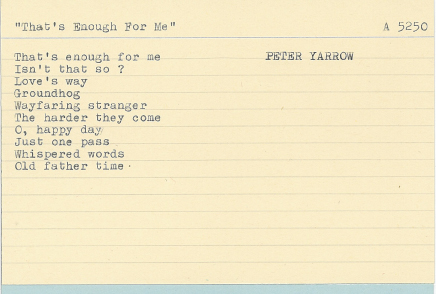 "That's Enough For Me" A 5250
That's enough for me PETER YARROW
Isn't that so ?
Love's way
Groundhog
Wayfaring stranger
The harder they come
O, happy day
Just one pass
Whispered words
Old father time